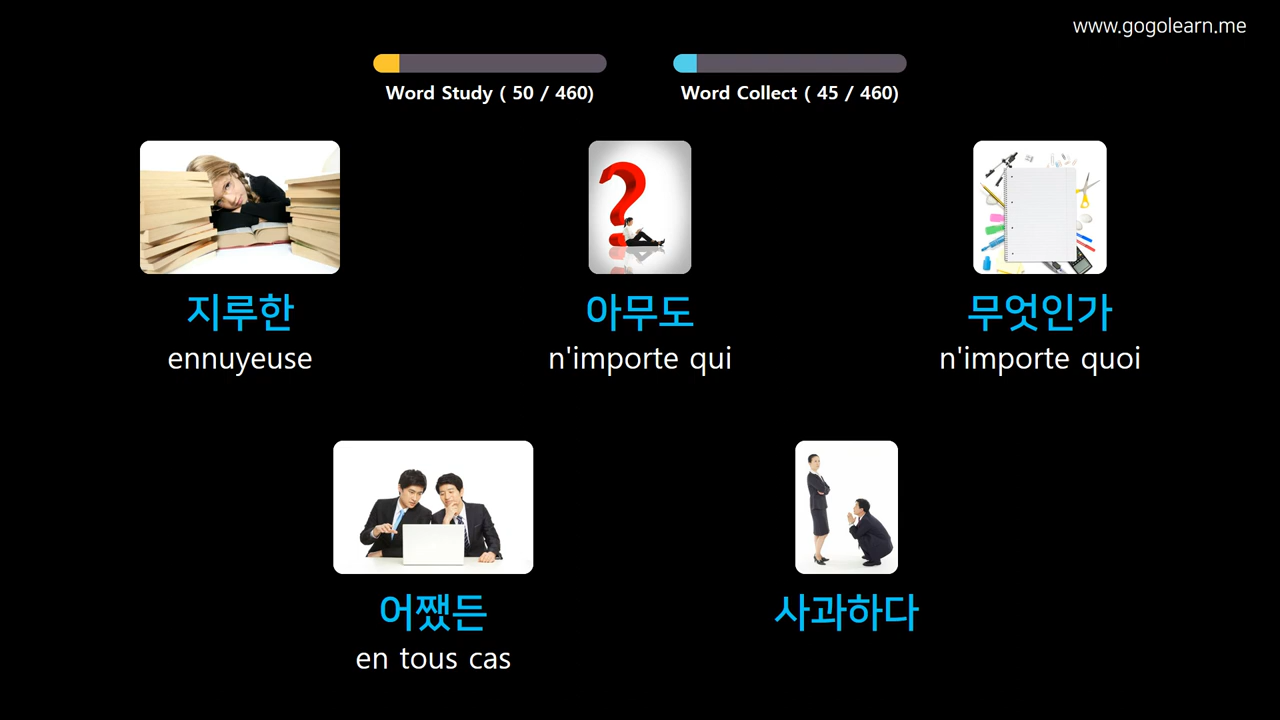 www.gogolearn.me
Word Study ( 50 / 460)
Word Collect ( 45 / 460)
지루한
ennuyeuse
아무도
n'importe qui
무엇인가
n'importe quoi
어쨌든
en tous cas
사과하다